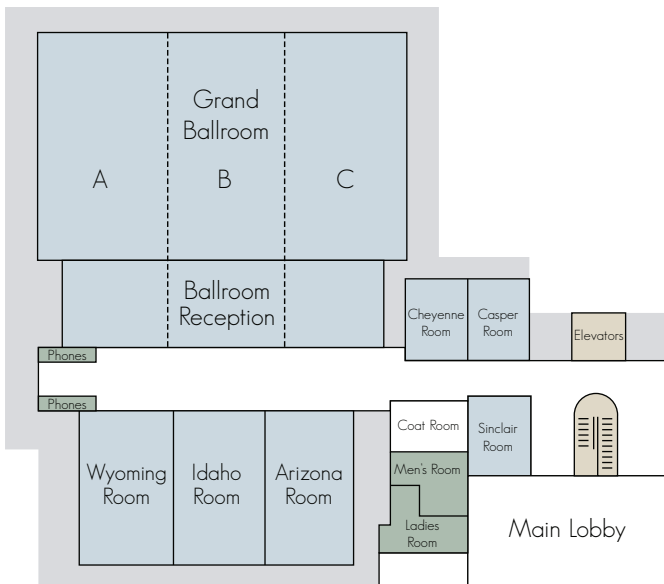 Grand
Ballroom
A
B
C
Ballroom
Reception
Cheyenne
Room
Casper
Room
Elevators
Phones
Phones
Coat Room
Sinclair
Room
Wyoming
Room
Idaho
Room
Arizona
Room
Men's Room
Ladies
Room
Main Lobby